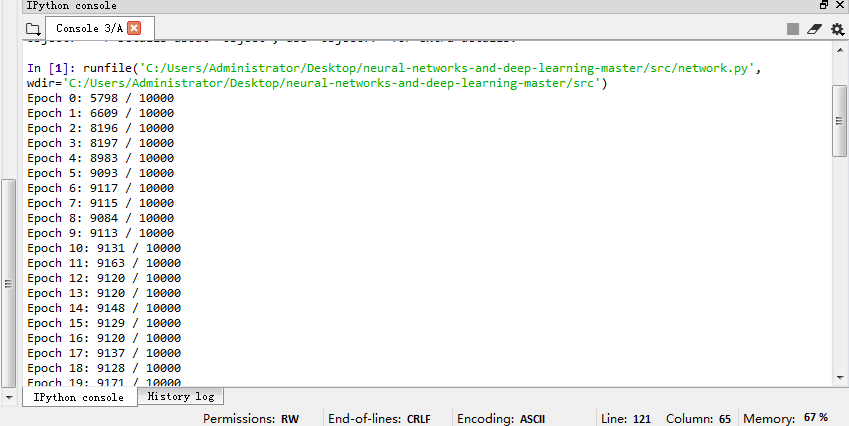 IPython console
Console 3/A
In [1]: runfile('C:/Users/Administrator/Desktop/neural-networks-and-deep-learning-master/src/network.py',
wdir='C:/Users/Administrator/Desktop/neural-networks-and-deep-learning-master/src')
Epoch 0: 5798 / 10000
Epoch 1: 6609 / 10000
Epoch 2: 8196 / 10000
Epoch 3: 8197 / 10000
Epoch 4: 8983 / 10000
Epoch 5: 9093 / 10000
Epoch 6: 9117 / 10000
Epoch 7: 9115 / 10000
Epoch 8: 9084 / 10000
Epoch 9: 9113 / 10000
Epoch 10: 9131 / 10000
Epoch 11: 9163 / 10000
Epoch 12: 9120 / 10000
Epoch 13: 9120 / 10000
Epoch 14: 9148 / 10000
Epoch 15: 9129 / 10000
Epoch 16: 9120 / 10000
Epoch 17: 9137 / 10000
Epoch 18: 9128 / 10000
Epoch 19: 9171 / 10000
IPython console History log
Permissions: RW End-of-lines: CRLF Encoding: ASCII Line: 121 Column: 65 Memory: 67 %